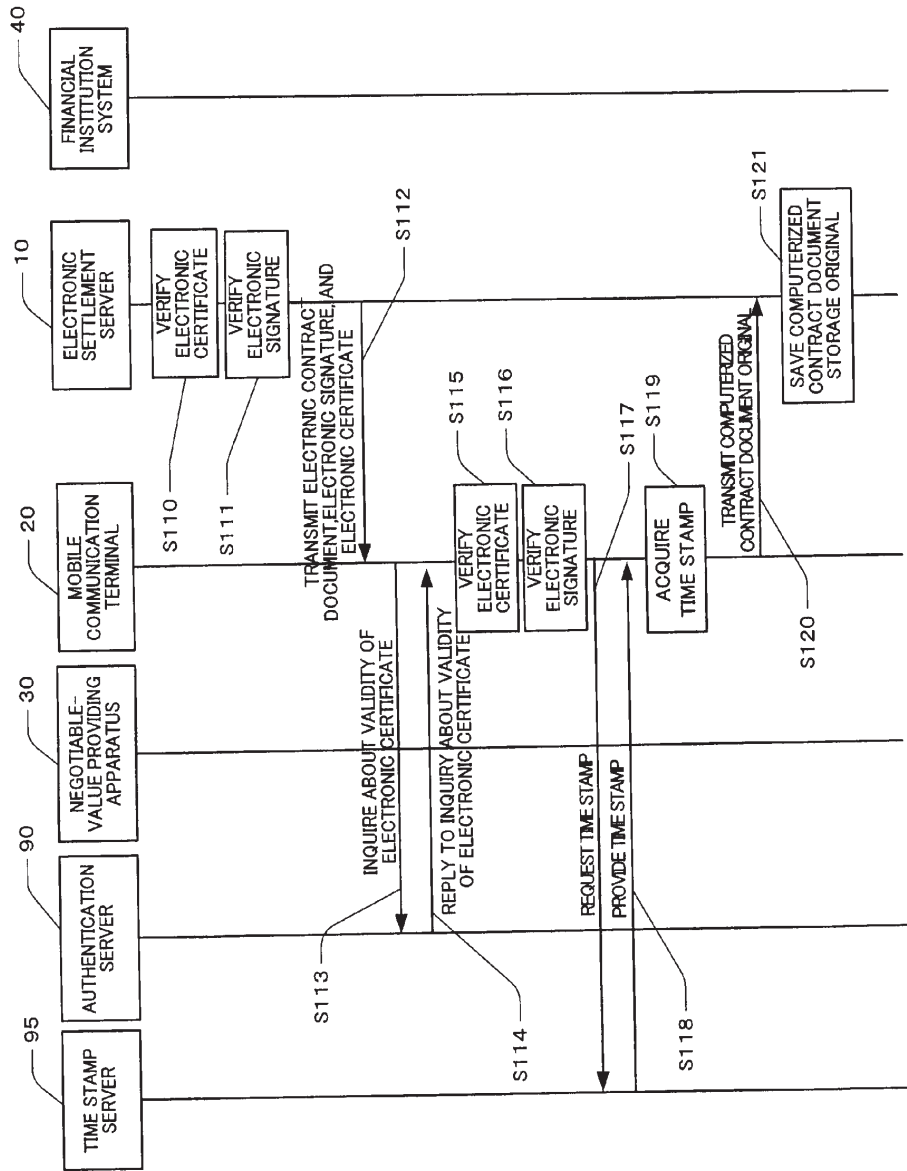 95
TIME STAMP
SERVER
90
AUTHENTICATION
SERVER
30
NEGOTIABLE-
VALUE PROVIDING
APPARATUS
20
MOBILE
COMMUNICATION
TERMINAL
10
ELECTRONIC
SETTLEMENT
SERVER
40
FINANCIAL
INSTITUTION
SYSTEM
VERIFY
ELECTRONIC
CERTIFICATE
S110
VERIFY
ELECTRONIC
SIGNATURE
S111
TRANSMIT ELECTRNIC CONTRACT
DOCUMENT,ELECTRONIC SIGNATURE, AND
ELECTRONIC CERTIFICATE
S112
INQUIRE ABOUT VALIDITY OF
ELECTRONIC CERTIFICATE
S113
REPLY TO INQUIRY ABOUT VALIDITY
OF ELECTRONIC CERTIFICATE
S114
VERIFY
ELECTRONIC
CERTIFICATE
S115
VERIFY
ELECTRONIC
SIGNATURE
S116
REQUEST TIME STAMP
S117
PROVIDE TIME STAMP
S118
ACQUIRE
TIME STAMP
S119
TRANSMIT COMPUTERIZED
CONTRACT DOCUMENT ORIGINAL
S120
SAVE COMPUTERIZED
CONTRACT DOCUMENT
STORAGE ORIGINAL
S121